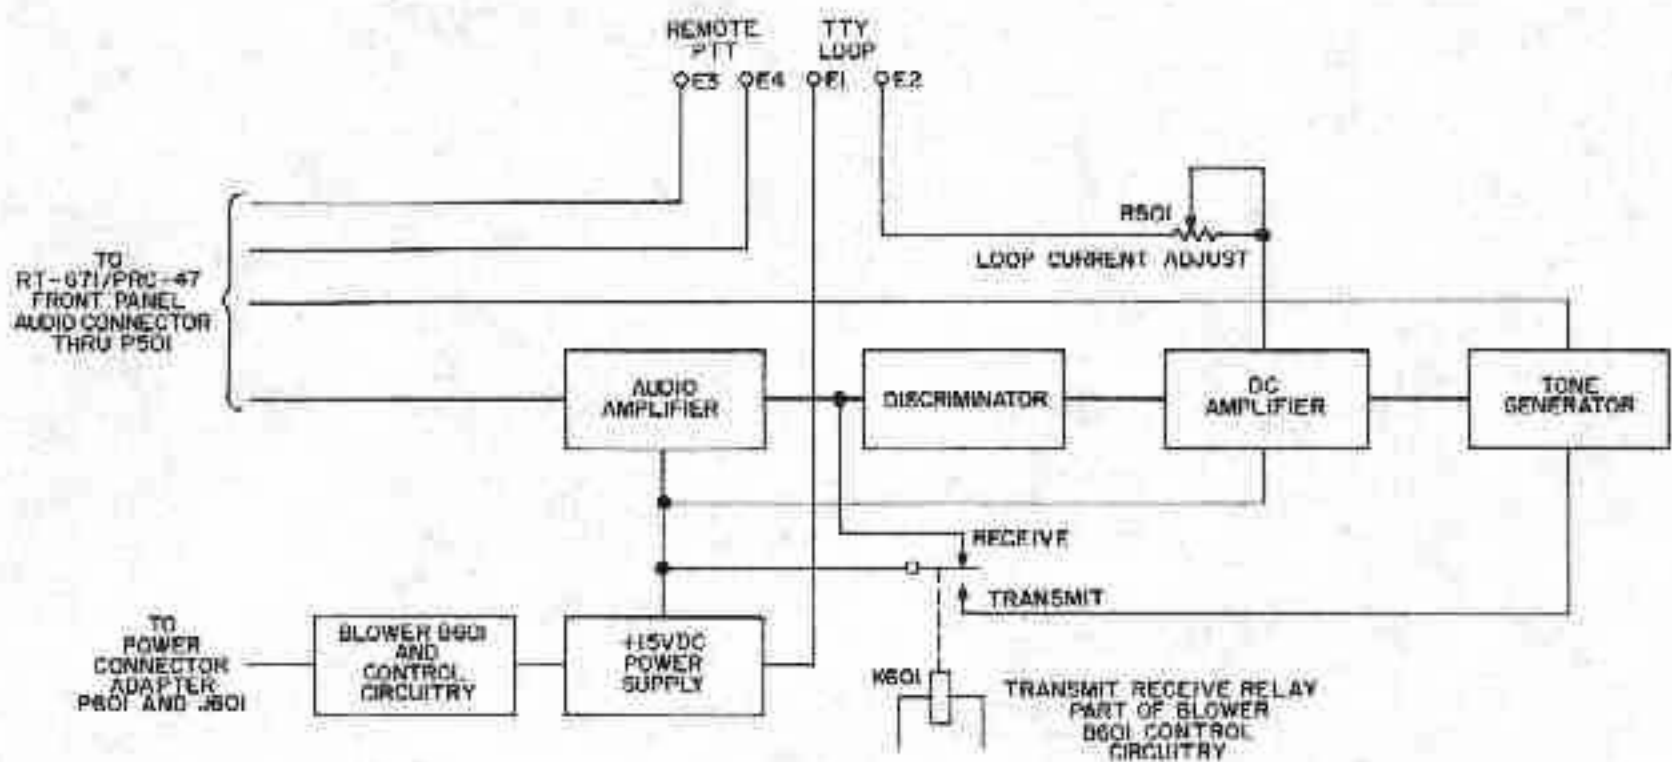 REMOTE
PTT
TTY
LOOP
E3
E4
E1
E2
R501
LOOP CURRENT ADJUST
TO
RT-671/PRC-47
FRONT PANEL
AUDIO CONNECTOR
THRU P501
AUDIO
AMPLIFIER
DISCRIMINATOR
DC
AMPLIFIER
TONE
GENERATOR
RECEIVE
TRANSMIT
TO
POWER
CONNECTOR
ADAPTER
P601 AND J601
BLOWER B601
AND
CONTROL
CIRCUITRY
+15VDC
POWER
SUPPLY
K601
TRANSMIT RECEIVE RELAY
PART OF BLOWER
B601 CONTROL
CIRCUITRY